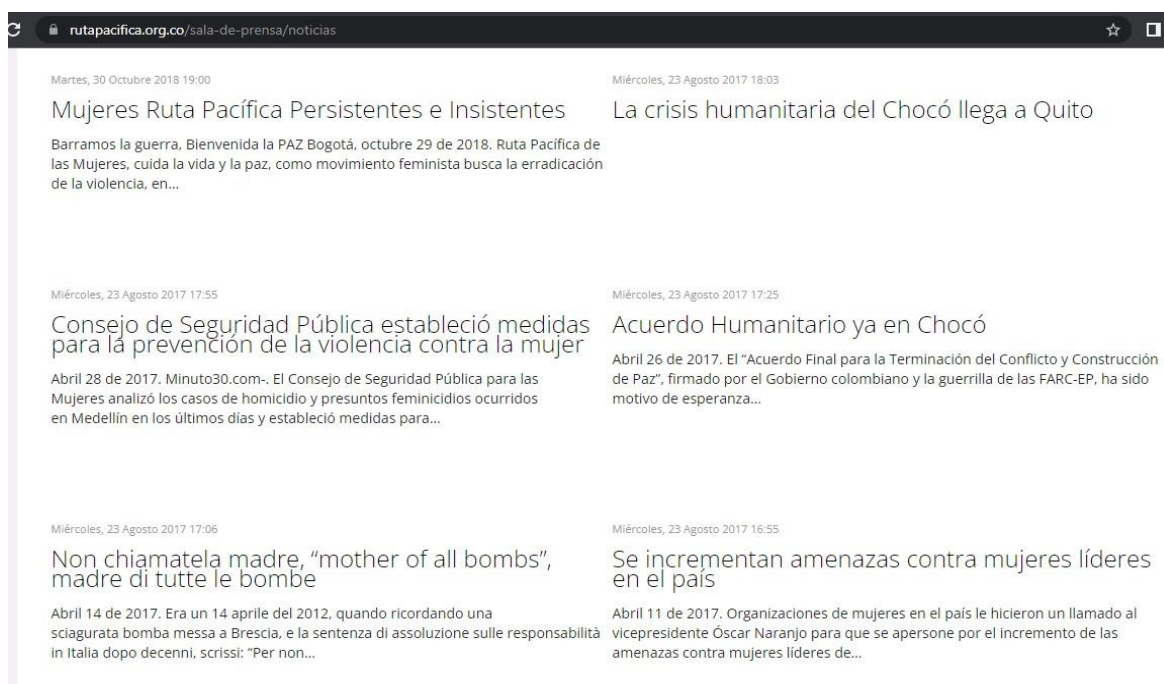 rutapacifica.org.co/sala-de-prensa/noticias
Martes, 30 Octubre 2018 19:00
Mujeres Ruta Pacífica Persistentes e Insistentes
Barramos la guerra, Bienvenida la PAZ Bogotá, octubre 29 de 2018. Ruta Pacífica de
las Mujeres, cuida la vida y la paz, como movimiento feminista busca la erradicación
de la violencia, en...
Miércoles, 23 Agosto 2017 18:03
La crisis humanitaria del Chocó llega a Quito
Miércoles, 23 Agosto 2017 17:55
Consejo de Seguridad Pública estableció medidas
para la prevención de la violencia contra la mujer
Abril 28 de 2017. Minuto30.com-. El Consejo de Seguridad Pública para las
Mujeres analizó los casos de homicidio y presuntos feminicidios ocurridos
en Medellín en los últimos días y estableció medidas para...
Miércoles, 23 Agosto 2017 17:25
Acuerdo Humanitario ya en Chocó
Abril 26 de 2017. El “Acuerdo Final para la Terminación del Conflicto y Construcción
de Paz”, firmado por el Gobierno colombiano y la guerrilla de las FARC-EP, ha sido
motivo de esperanza...
Miércoles, 23 Agosto 2017 17:06
Non chiamatela madre, “mother of all bombs”,
madre di tutte le bombe
Abril 14 de 2017. Era un 14 aprile del 2012, quando ricordando una
sciagurata bomba messa a Brescia, e la sentenza di assoluzione sulle responsabilità
in Italia dopo decenni, scrissi: “Per non...
Miércoles, 23 Agosto 2017 16:55
Se incrementan amenazas contra mujeres líderes
en el país
Abril 11 de 2017. Organizaciones de mujeres en el país le hicieron un llamado al
vicepresidente Óscar Naranjo para que se apersone por el incremento de las
amenazas contra mujeres líderes de...